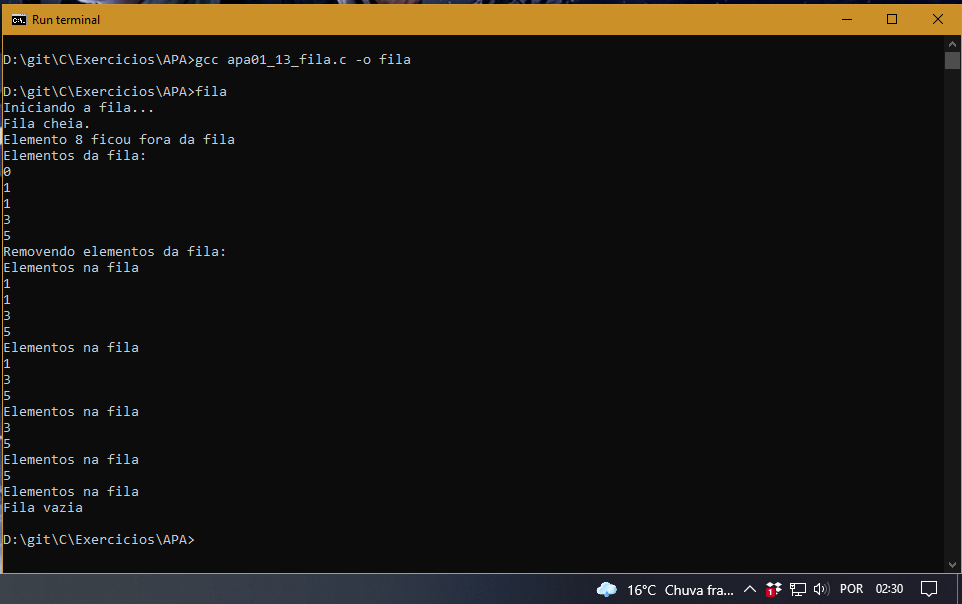 Run terminal
D:\git\C\Exercicios\APA>gcc apa01_13_fila.c -o fila
D:\git\C\Exercicios\APA>fila
Iniciando a fila...
Fila cheia.
Elemento 8 ficou fora da fila
Elementos da fila:
0
1
1
3
5
Removendo elementos da fila:
Elementos na fila
1
1
3
5
Elementos na fila
1
3
5
Elementos na fila
3
5
Elementos na fila
5
Elementos na fila
Fila vazia
D:\git\C\Exercicios\APA>
16°C Chuva fra... 1 POR 02:30